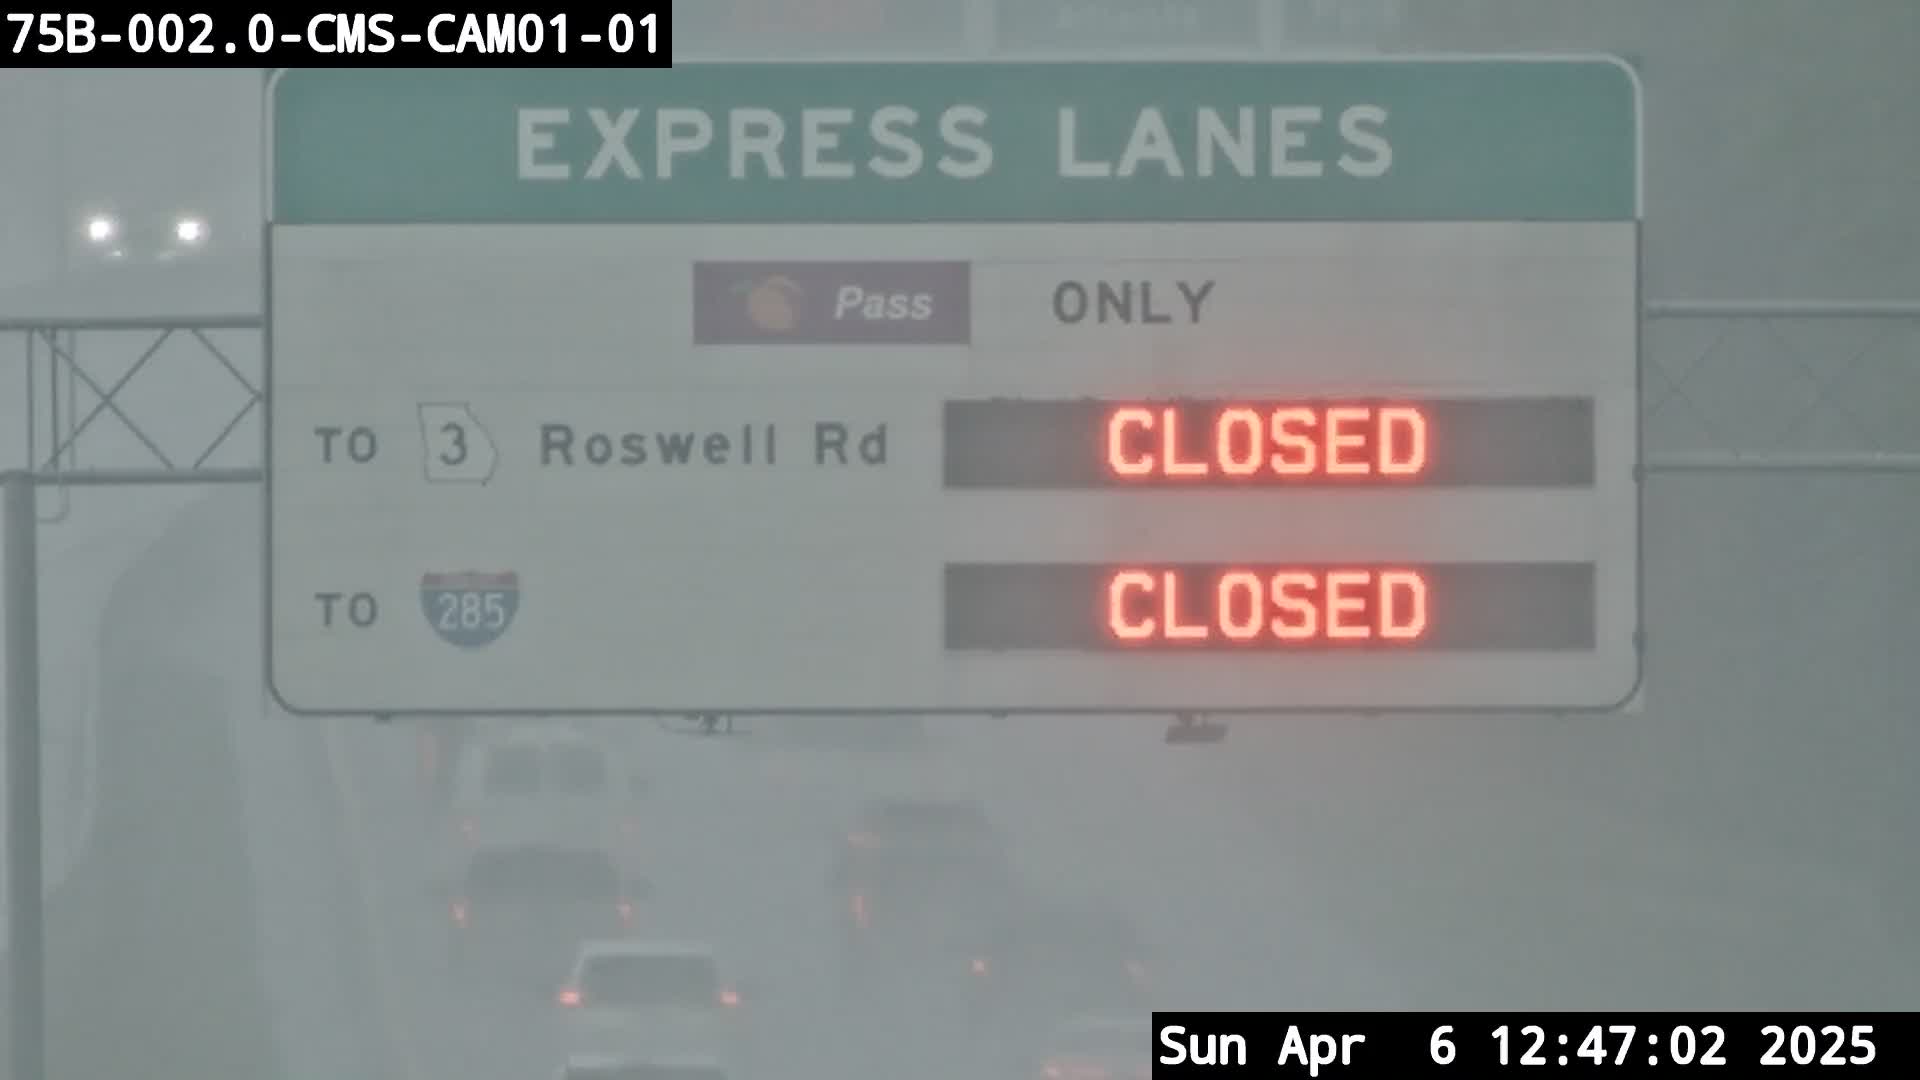 75B-002.0-CMS-CAM01-01
EXPRESS LANES
Pass ONLY
TO 3 Roswell Rd CLOSED
TO 285 CLOSED
Sun Apr 6 12:47:02 2025